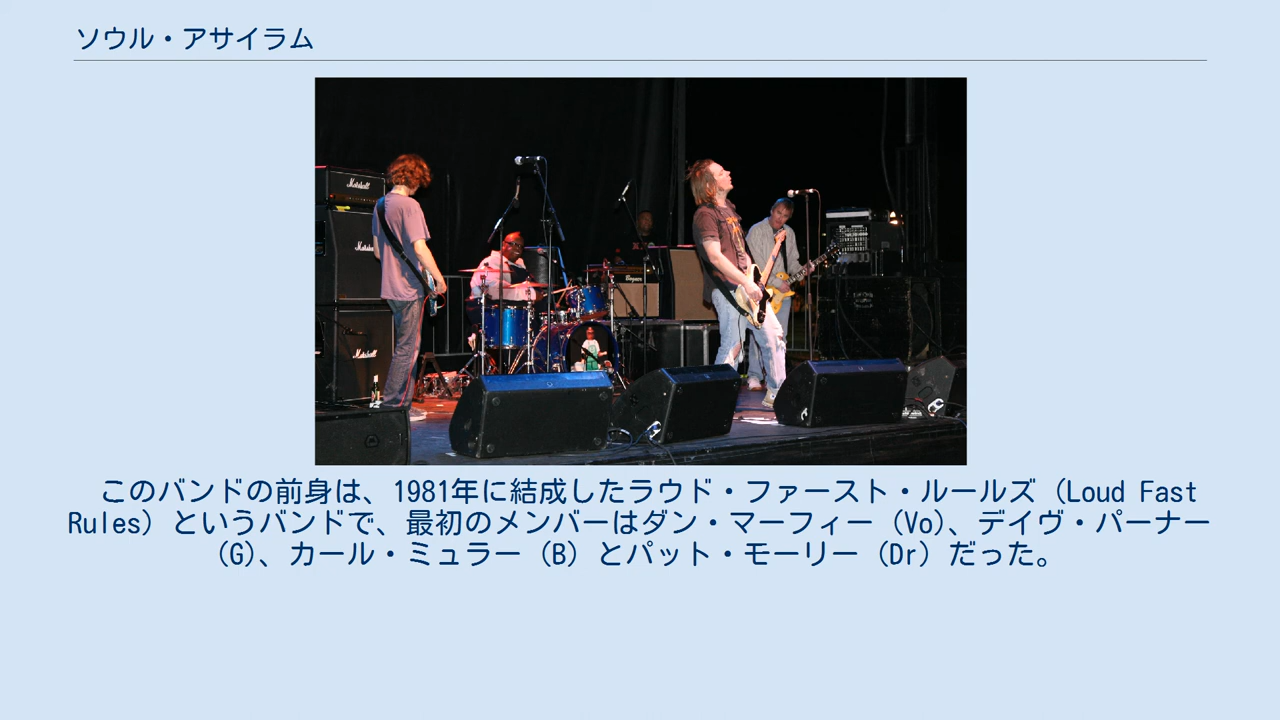 ソウル・アサイラム
Marshall
Marshall
Marshall
Bogner
このバンドの前身は、1981年に結成したラウド・ファースト・ルールズ（Loud Fast
Rules）というバンドで、最初のメンバーはダン・マーフィー（Vo）、デイヴ・パーナー
（G）、カール・ミュラー（B）とパット・モーリー（Dr）だった。